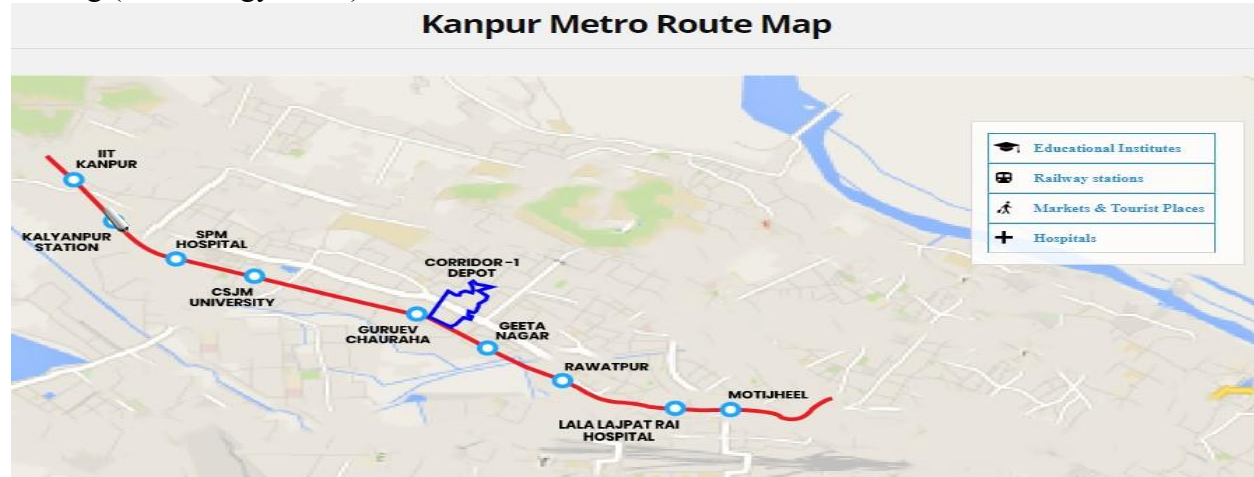 Kanpur Metro Route Map
IIT
KANPUR
KALYANPUR
STATION
SPM
HOSPITAL
CSJM
UNIVERSITY
CORRIDOR-1
DEPOT
GURUEV
CHAURAHA
GEETA
NAGAR
RAWATPUR
LALA LAJPAT RAI
HOSPITAL
MOTIJHEEL
Educational Institutes
Railway stations
Markets & Tourist Places
Hospitals